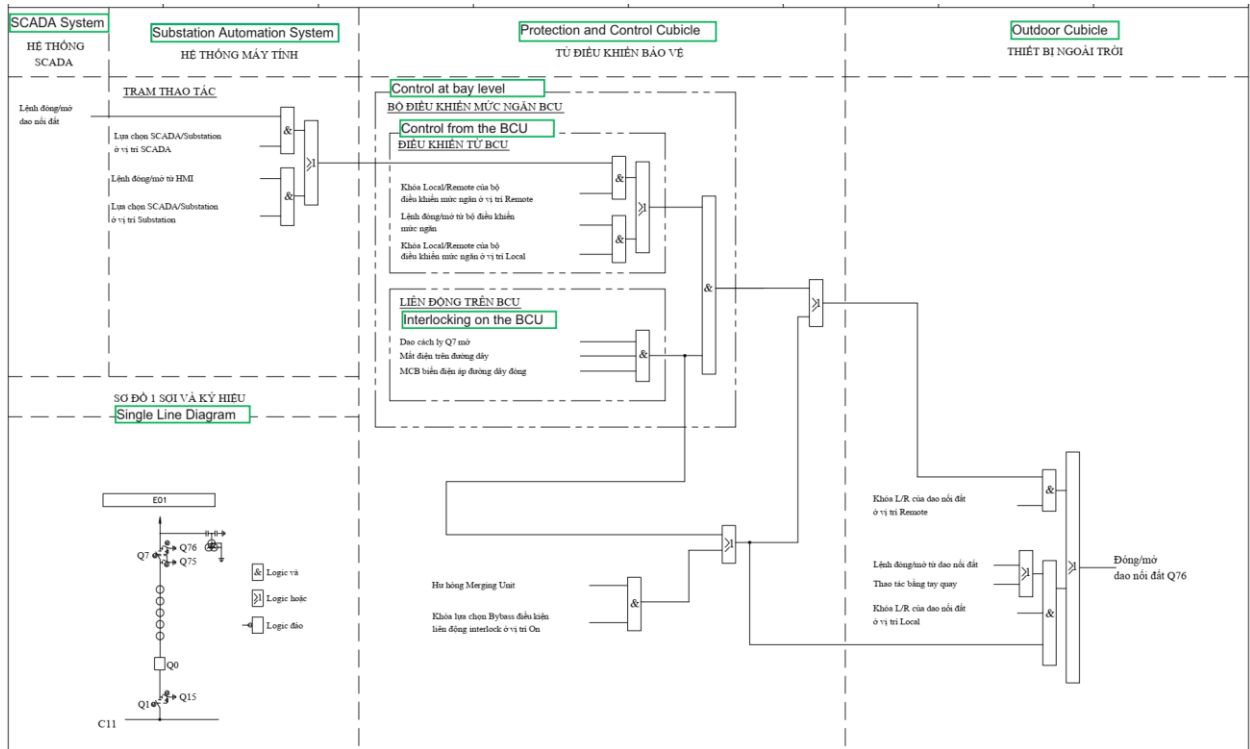 SCADA System
HỆ THỐNG
SCADA
Substation Automation System
HỆ THỐNG MÁY TÍNH
Protection and Control Cubicle
TỦ ĐIỀU KHIỂN BẢO VỆ
Outdoor Cubicle
THIẾT BỊ NGOÀI TRỜI
TRẠM THAO TÁC
Lệnh đóng/mở
dao nối đất
Lựa chọn SCADA/Substation
ở vị trí SCADA
Lệnh đóng/mở từ HMI
Lựa chọn SCADA/Substation
ở vị trí Substation
&
&
≥1
Control at bay level
BỘ ĐIỀU KHIỂN MỨC NGĂN BCU
Control from the BCU
ĐIỀU KHIỂN TỪ BCU
Khóa Local/Remote của bộ
điều khiển mức ngăn ở vị trí Remote
Lệnh đóng/mở từ bộ điều khiển
mức ngăn
Khóa Local/Remote của bộ
điều khiển mức ngăn ở vị trí Local
&
&
≥1
&
LIÊN ĐỘNG TRÊN BCU
Interlocking on the BCU
Dao cách ly Q7 mở
Mất điện trên đường dây
MCB biến điện áp đường dây đóng
&
≥1
SƠ ĐỒ 1 SỢI VÀ KÝ HIỆU
Single Line Diagram
E01
Q76
Q7
Q75
Q0
Q15
Q1
C11
& Logic và
≥1 Logic hoặc
Logic đảo
Hư hỏng Merging Unit
Khóa lựa chọn Bybass điều kiện
liên động interlock ở vị trí On
&
≥1
Khóa L/R của dao nối đất
ở vị trí Remote
&
Lệnh đóng/mở từ dao nối đất
Thao tác bằng tay quay
≥1
Khóa L/R của dao nối đất
ở vị trí Local
&
≥1
Đóng/mở
dao nối đất Q76